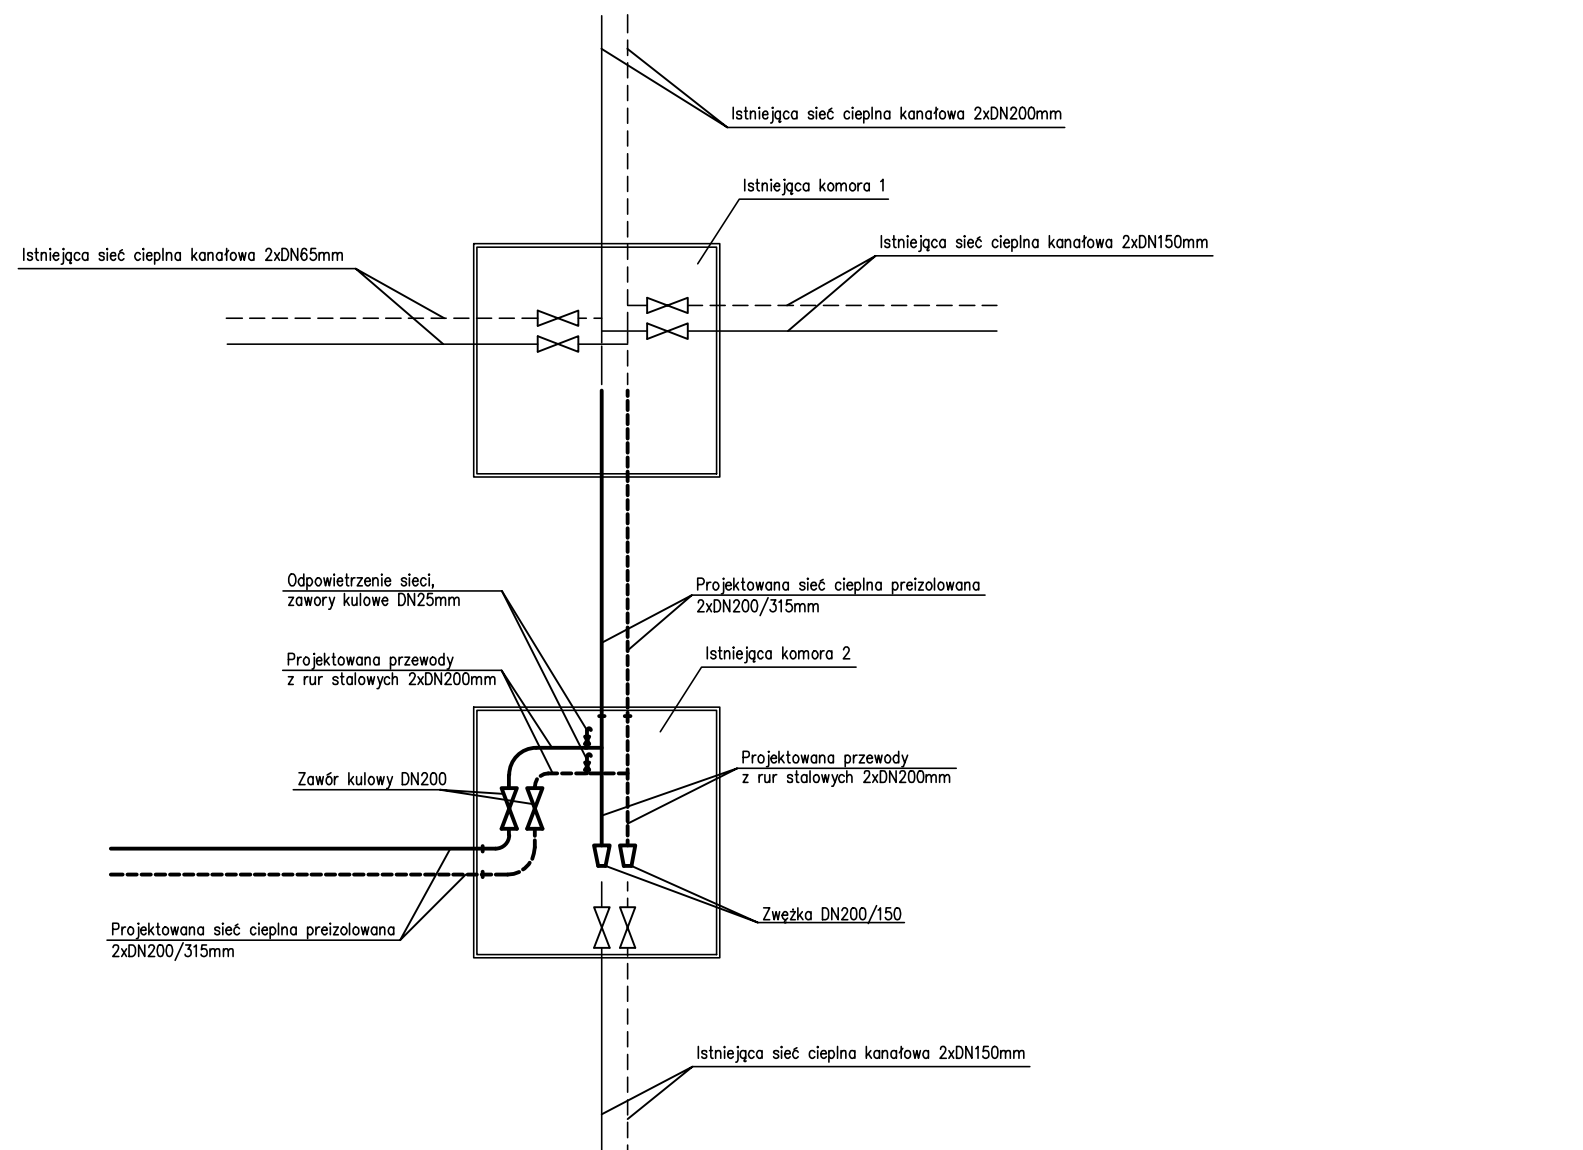 Istniejąca sieć cieplna kanałowa 2xDN200mm
Istniejąca komora 1
Istniejąca sieć cieplna kanałowa 2xDN150mm
Istniejąca sieć cieplna kanałowa 2xDN65mm
Odpowietrzenie sieci,
zawory kulowe DN25mm
Projektowana sieć cieplna preizolowana
2xDN200/315mm
Istniejąca komora 2
Projektowana przewody
z rur stalowych 2xDN200mm
Projektowana przewody
z rur stalowych 2xDN200mm
Zawór kulowy DN200
Zwężka DN200/150
Projektowana sieć cieplna preizolowana
2xDN200/315mm
Istniejąca sieć cieplna kanałowa 2xDN150mm